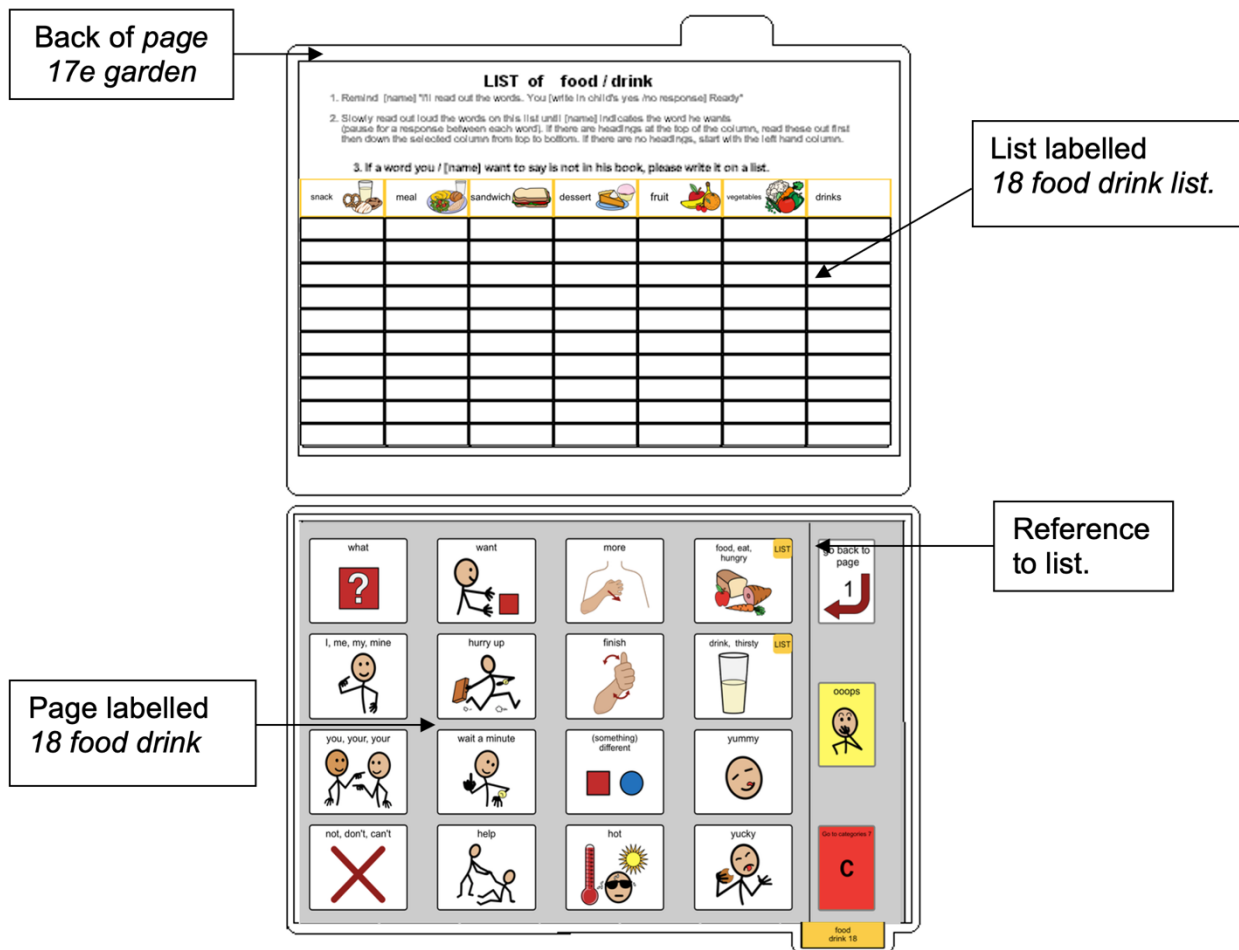 Back of page
17e garden
LIST of food / drink
1. Remind [name] "I'll read out the words. You [write in child's yes /no response] Ready"
2. Slowly read out loud the words on this list until [name] indicates the word he wants
(pause for a response between each word). If there are headings at the top of the column, read these out first
then down the selected column from top to bottom. If there are no headings, start with the left hand column.
3. If a word you / [name] want to say is not in his book, please write it on a list.
snack meal sandwich dessert fruit vegetables drinks
List labelled
18 food drink list.
Reference
to list.
what
want
more
food, eat,
hungry
LIST
go back to
page
1
I, me, my, mine
hurry up
finish
drink, thirsty
LIST
ooops
Page labelled
18 food drink
you, your, your
wait a minute
(something)
different
yummy
not, don't, can't
help
hot
yucky
Go to categories 7
C
food
drink 18